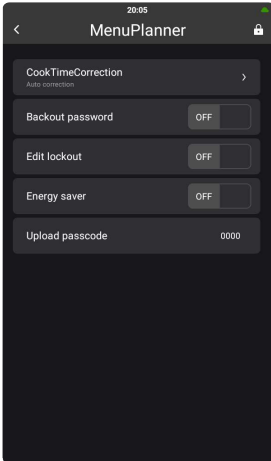 20:05
MenuPlanner
CookTimeCorrection
Auto correction
Backout password
OFF
Edit lockout
OFF
Energy saver
OFF
Upload passcode
0000